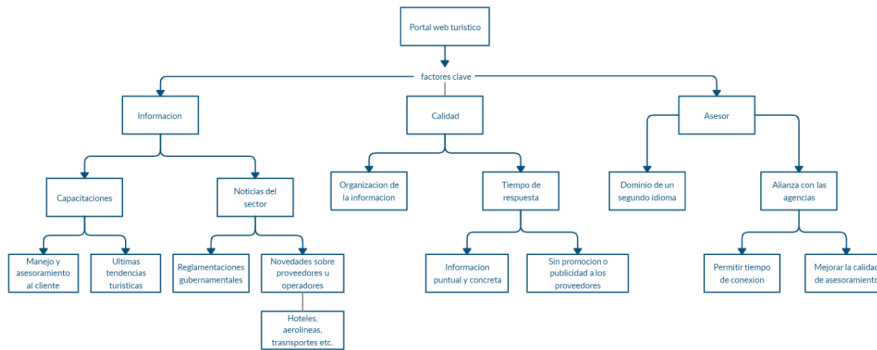 Portal web turistico
factores clave
Informacion
Calidad
Asesor
Capacitaciones
Noticias del
sector
Organizacion de
la informacion
Tiempo de
respuesta
Dominio de un
segundo idioma
Alianza con las
agencias
Manejo y
asesoramiento
al cliente
Ultimas
tendencias
turisticas
Reglamentaciones
gubernamentales
Novedades sobre
proveedores u
operadores
Informacion
puntual y concreta
Sin promocion o
publicidad a los
proveedores
Permitir tiempo
de conexion
Mejorar la calidad
de asesoramiento
Hoteles,
aerolineas,
trasnsportes etc.